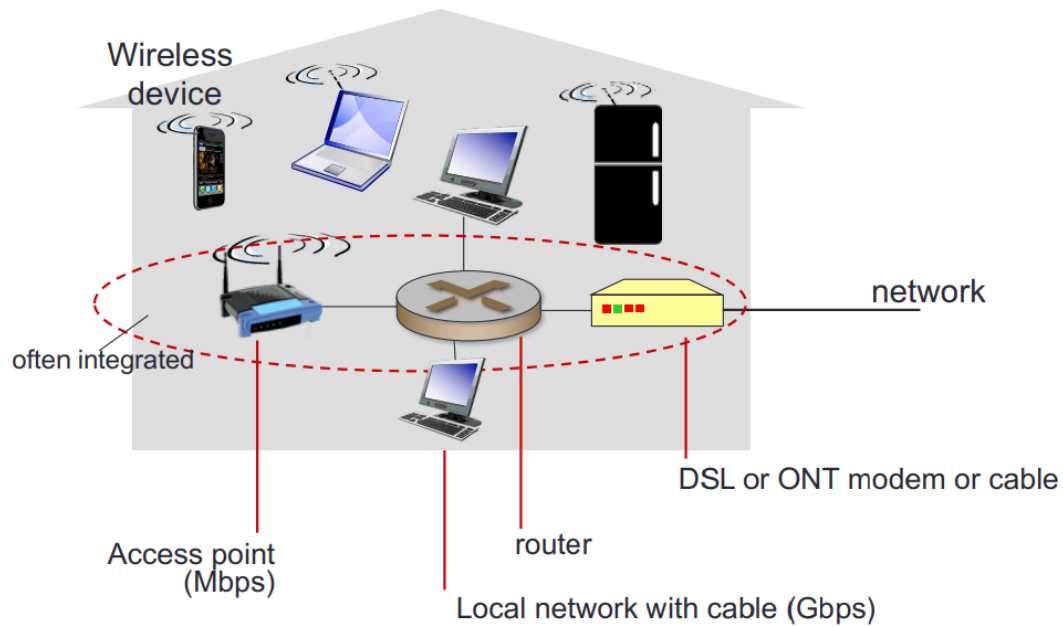 Wireless
device
network
often integrated
DSL or ONT modem or cable
router
Access point
(Mbps)
Local network with cable (Gbps)